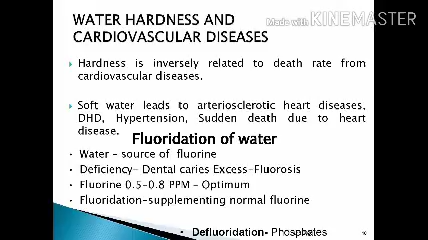 WATER HARDNESS AND
Made with KINEMASTER
CARDIOVASCULAR DISEASES
Hardness is inversely related to death rate from
cardiovascular diseases.
Soft water leads to arteriosclerotic heart diseases,
DHD, Hypertension, Sudden death due to heart
disease.
Fluoridation of water
• Water – source of fluorine
• Deficiency– Dental caries Excess–Fluorosis
• Fluorine 0.5–0.8 PPM – Optimum
• Fluoridation–supplementing normal fluorine
• Defluoridation- Phosphates